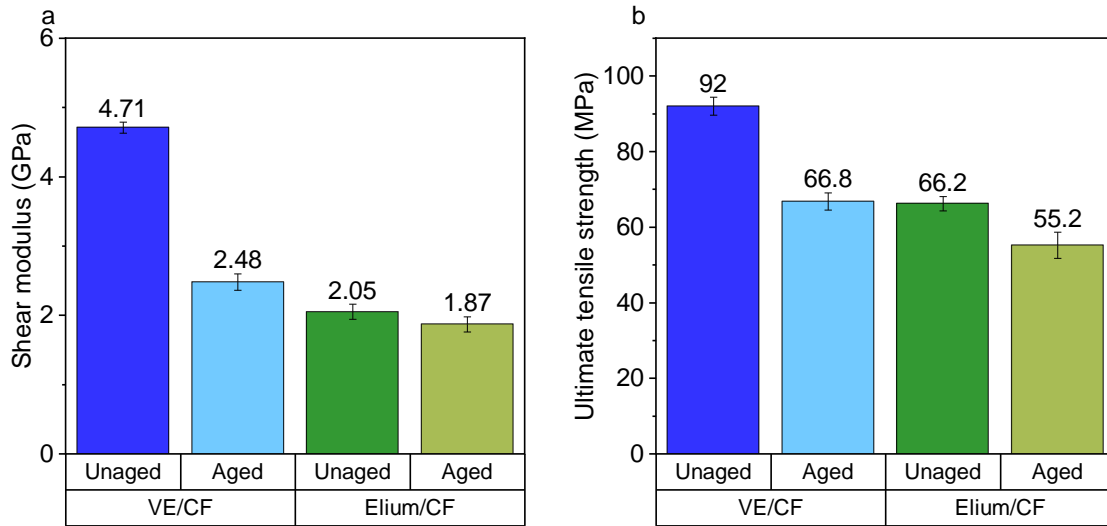 a
Shear modulus (GPa)
6
4
2
0
4.71
2.48
2.05
1.87
Unaged Aged Unaged Aged
VE/CF Elium/CF
b
Ultimate tensile strength (MPa)
100
80
60
40
20
0
92
66.8
66.2
55.2
Unaged Aged Unaged Aged
VE/CF Elium/CF